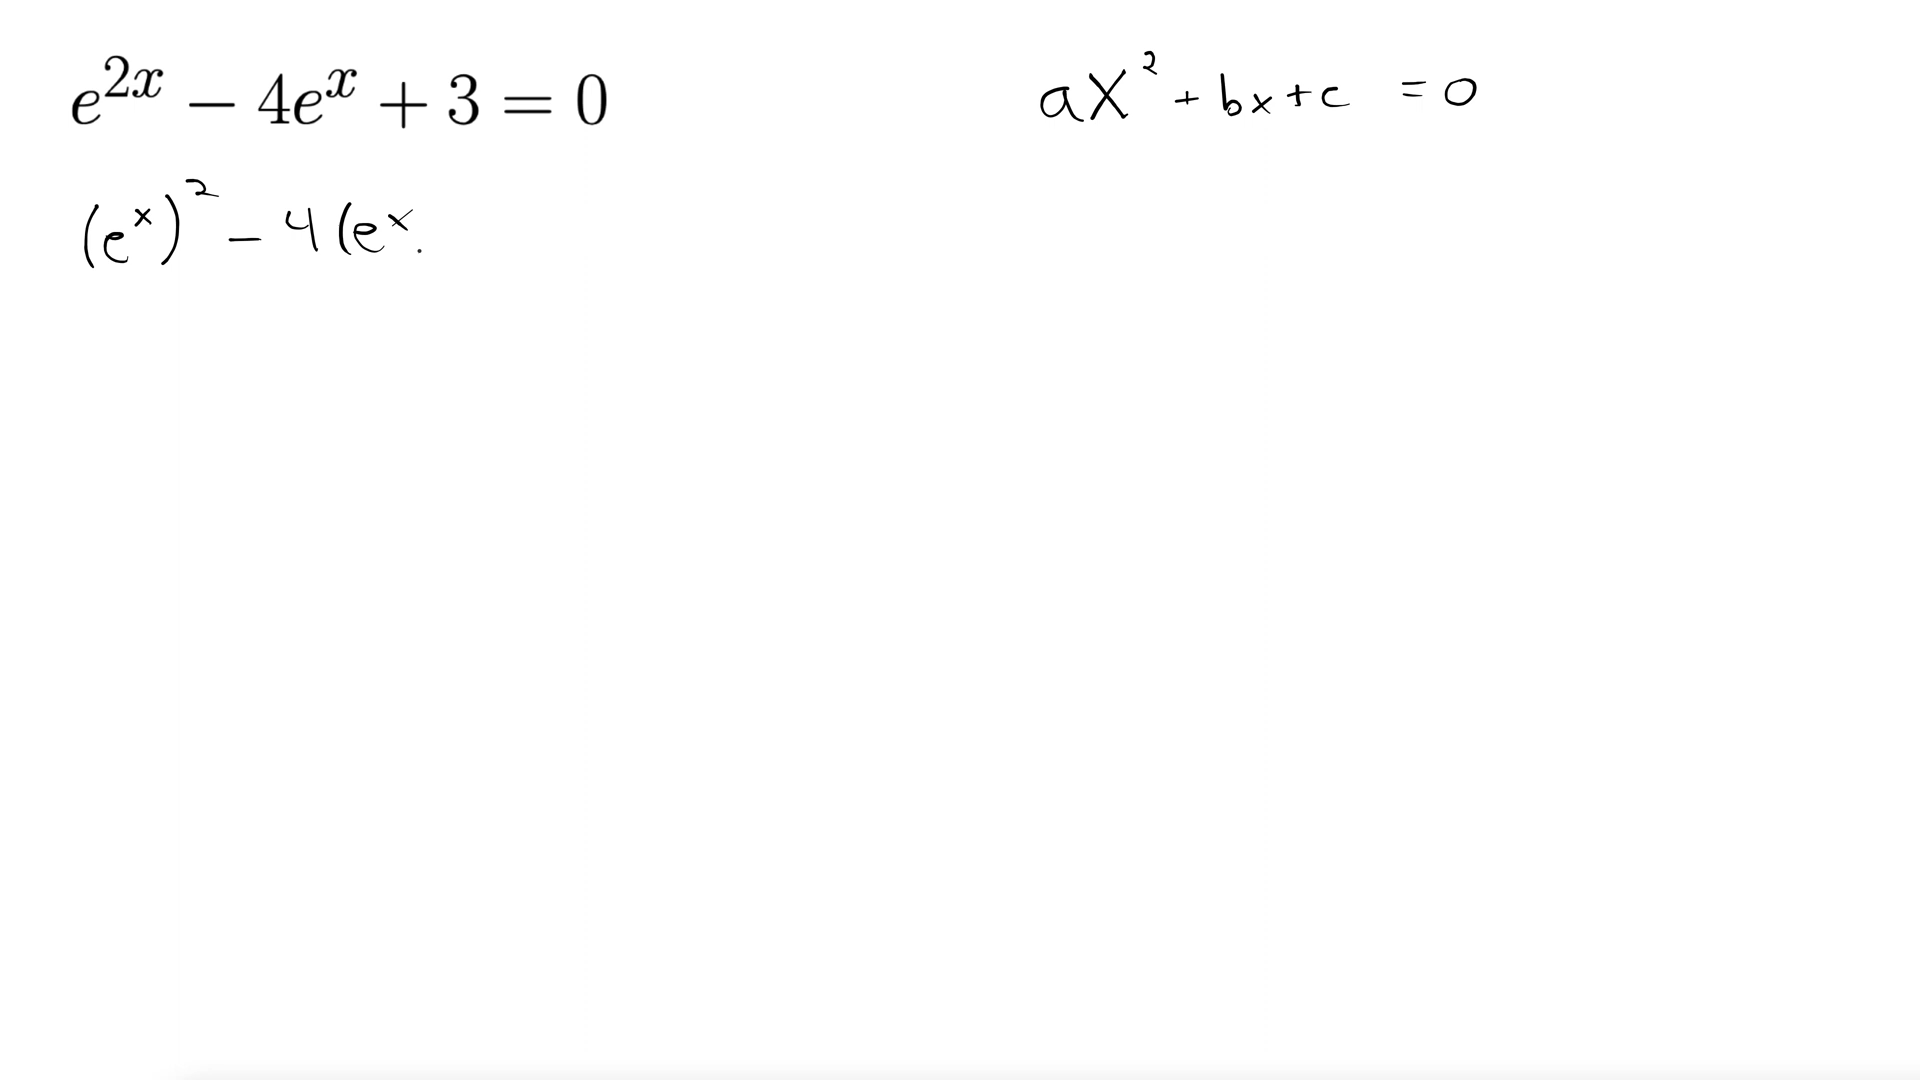 e^{2x} − 4e^x + 3 = 0
ax² + bx + c = 0
(e^x)² − 4(e^x